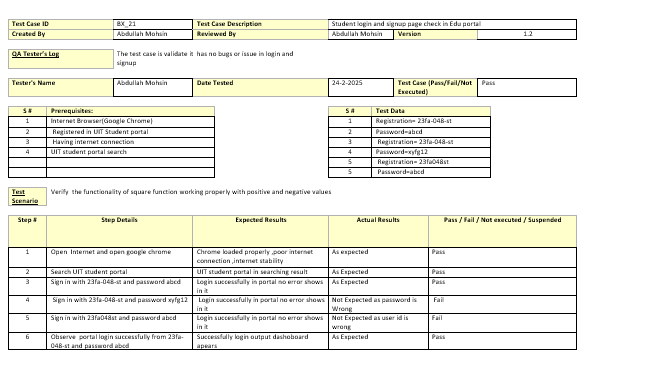 Test Case ID BX_21 Test Case Description Student login and signup page check in Edu portal
Created By Abdullah Mohsin Reviewed By Abdullah Mohsin Version 1.2
QA Tester's Log The test case is validate it has no bugs or issue in login and
signup
Tester's Name Abdullah Mohsin Date Tested 24-2-2025 Test Case (Pass/Fail/Not Pass
Executed)
S # Prerequisites: S # Test Data
1 Internet Browser(Google Chrome) 1 Registration= 23fa-048-st
2 Registered in UIT Student portal 2 Password=abcd
3 Having internet connection 3 Registration= 23fa-048-st
4 UIT student portal search 4 Password=xyfg12
5 Registration= 23fa048st
5 Password=abcd
Test Verify the functionality of square function working properly with positive and negative values
Scenario
Step # Step Details Expected Results Actual Results Pass / Fail / Not executed / Suspended
1 Open Internet and open google chrome Chrome loaded properly ,poor internet As expected Pass
connection ,internet stability
2 Search UIT student portal UIT student portal in searching result As expected Pass
3 Sign in with 23fa-048-st and password abcd Login successfully in portal no error shows As expected Pass
in it
4 Sign in with 23fa-048-st and password xyfg12 Login successfully in portal no error shows Not Expected as password is Fail
in it Wrong
5 Sign in with 23fa048st and password abcd Login successfully in portal no error shows Not Expected as user id is Fail
in it wrong
6 Observe portal login successfully from 23fa- Successfully login output dashoboard As expected Pass
048-st and password abcd apears